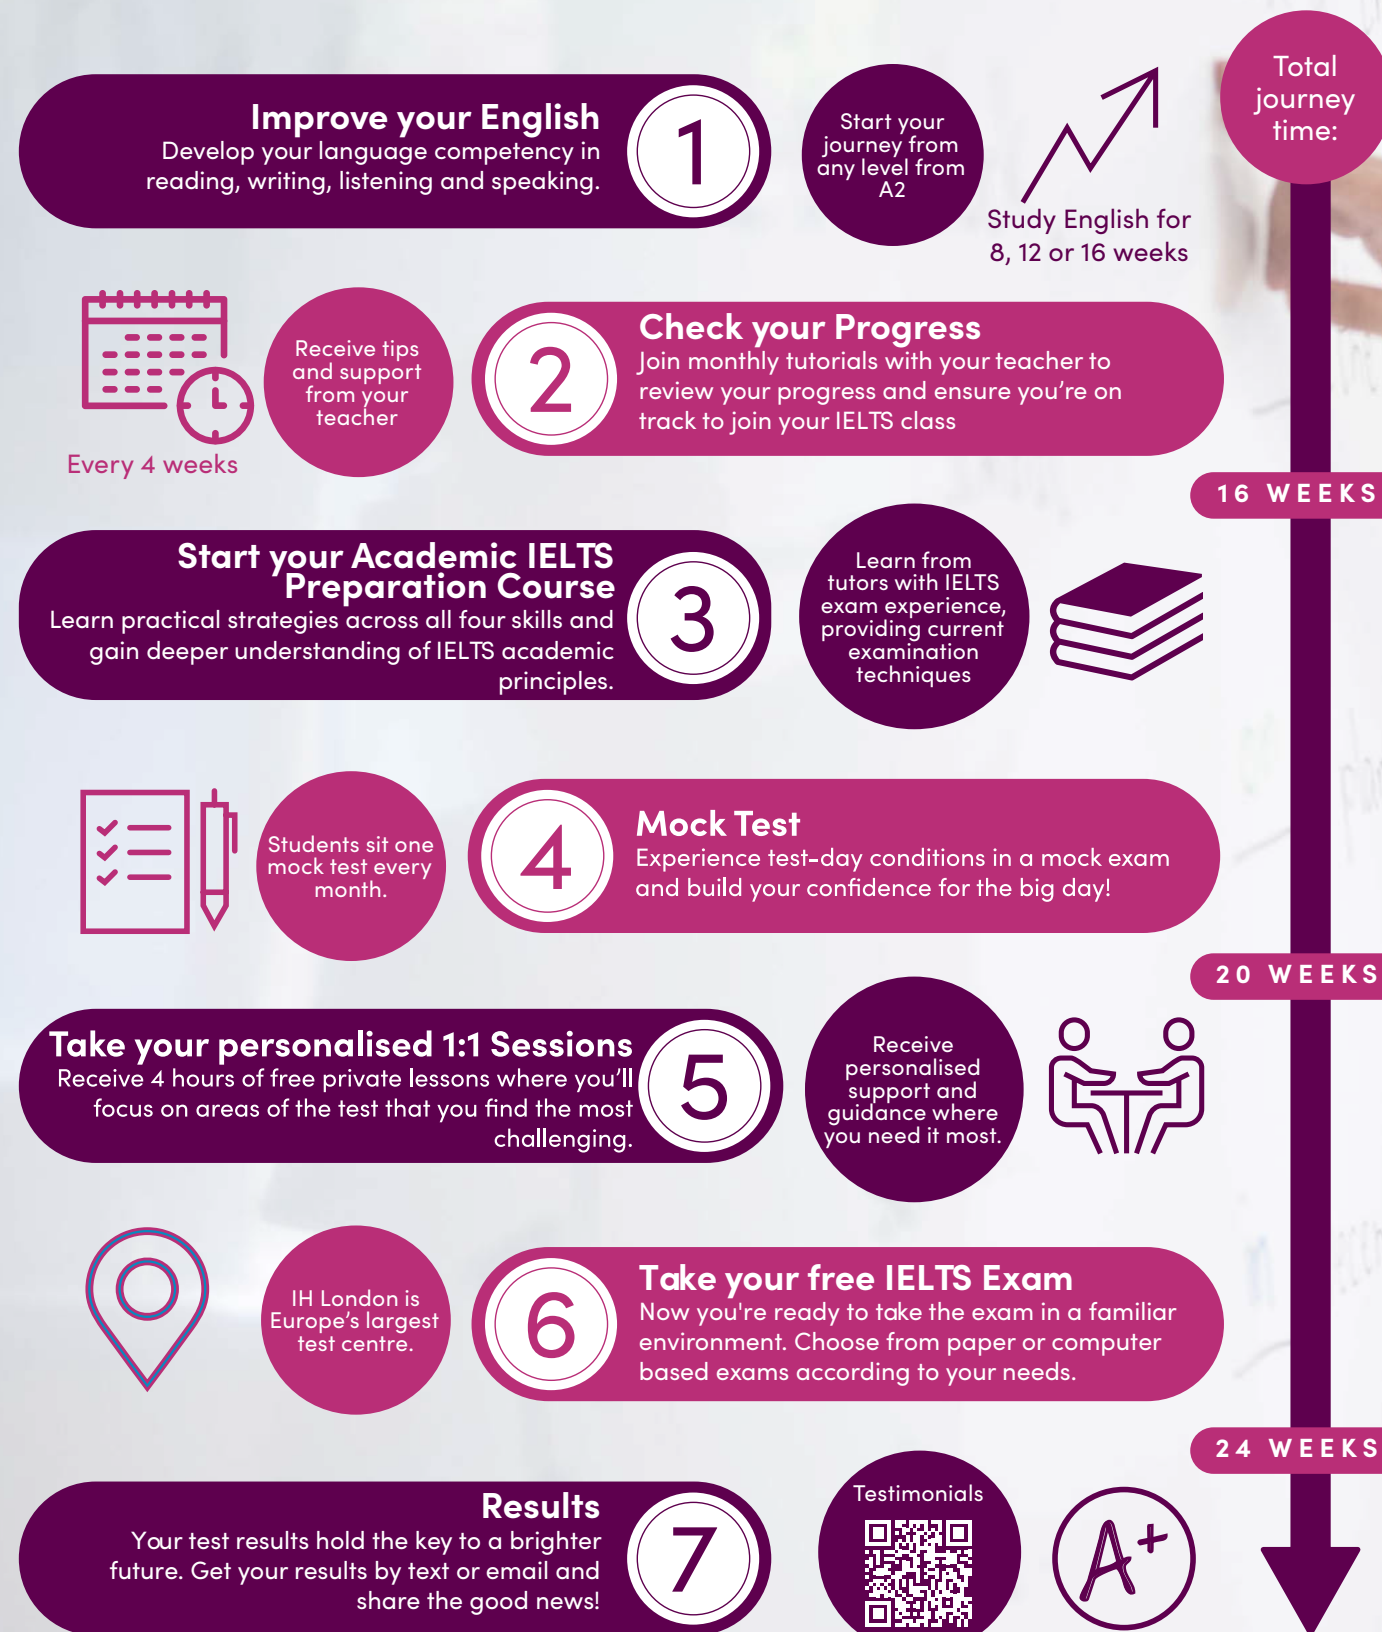 Total
journey
time:
Improve your English
Develop your language competency in
reading, writing, listening and speaking.
1
Start your
journey from
any level from
A2
Study English for
8, 12 or 16 weeks
Every 4 weeks
Receive tips
and support
from your
teacher
2
Check your Progress
Join monthly tutorials with your teacher to
review your progress and ensure you're on
track to join your IELTS class
16 WEEKS
Start your Academic IELTS
Preparation Course
Learn practical strategies across all four skills and
gain deeper understanding of IELTS academic
principles.
3
Learn from
tutors with IELTS
exam experience,
providing current
examination
techniques
Students sit one
mock test every
month.
4
Mock Test
Experience test-day conditions in a mock exam
and build your confidence for the big day!
20 WEEKS
Take your personalised 1:1 Sessions
Receive 4 hours of free private lessons where you'll
focus on areas of the test that you find the most
challenging.
5
Receive
personalised
support and
guidance where
you need it most.
IH London is
Europe's largest
test centre.
6
Take your free IELTS Exam
Now you're ready to take the exam in a familiar
environment. Choose from paper or computer
based exams according to your needs.
24 WEEKS
Results
Your test results hold the key to a brighter
future. Get your results by text or email and
share the good news!
7
Testimonials
A+